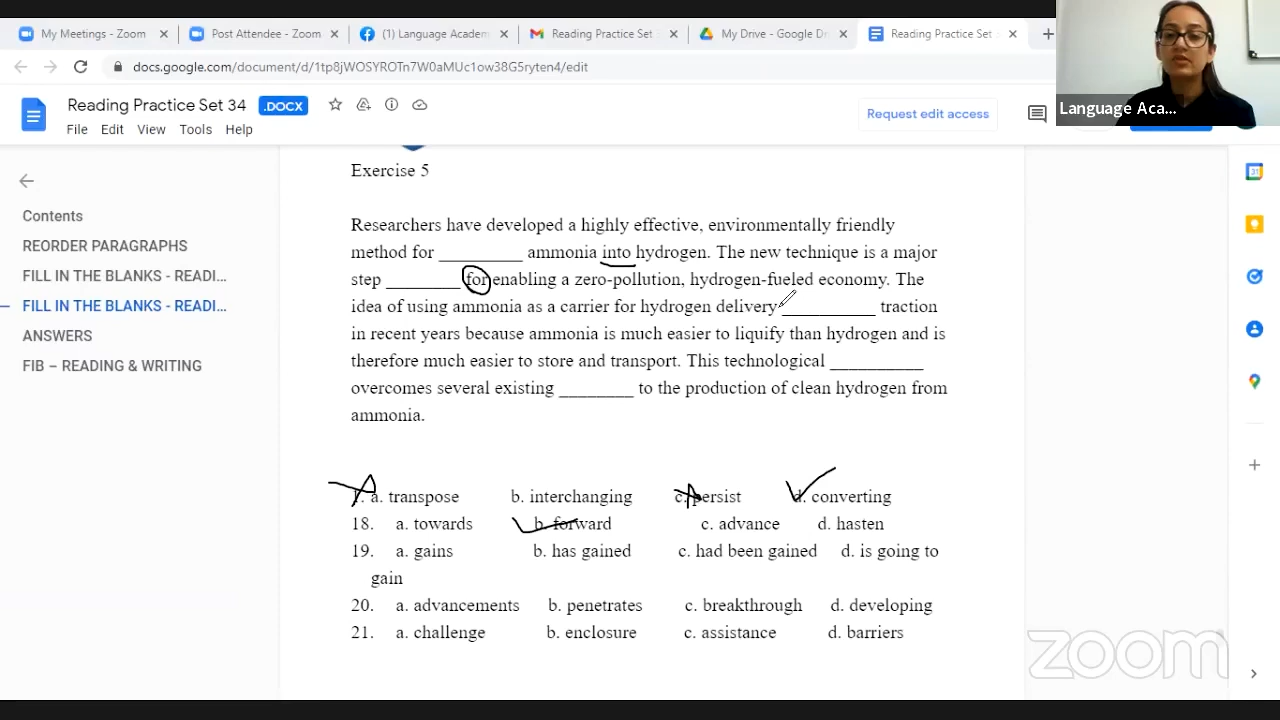 My Meetings - Zoom
Post Attendee - Zoom
(1) Language Academ
Reading Practice Set
My Drive - Google Dr
Reading Practice Set
docs.google.com/document/d/1tp8jWOSYROTn7W0aMUc1ow38G5ryten4/edit
Language Aca...
Reading Practice Set 34 .DOCX
Request edit access
File Edit View Tools Help
Contents
REORDER PARAGRAPHS
FILL IN THE BLANKS - READI...
FILL IN THE BLANKS - READI...
ANSWERS
FIB – READING & WRITING
Exercise 5
Researchers have developed a highly effective, environmentally friendly
method for _________ ammonia into hydrogen. The new technique is a major
step ________ for enabling a zero-pollution, hydrogen-fueled economy. The
idea of using ammonia as a carrier for hydrogen delivery __________ traction
in recent years because ammonia is much easier to liquify than hydrogen and is
therefore much easier to store and transport. This technological __________
overcomes several existing ________ to the production of clean hydrogen from
ammonia.
1. a. transpose b. interchanging c. persist d. converting
18. a. towards b. forward c. advance d. hasten
19. a. gains b. has gained c. had been gained d. is going to
gain
20. a. advancements b. penetrates c. breakthrough d. developing
21. a. challenge b. enclosure c. assistance d. barriers
31
zoom